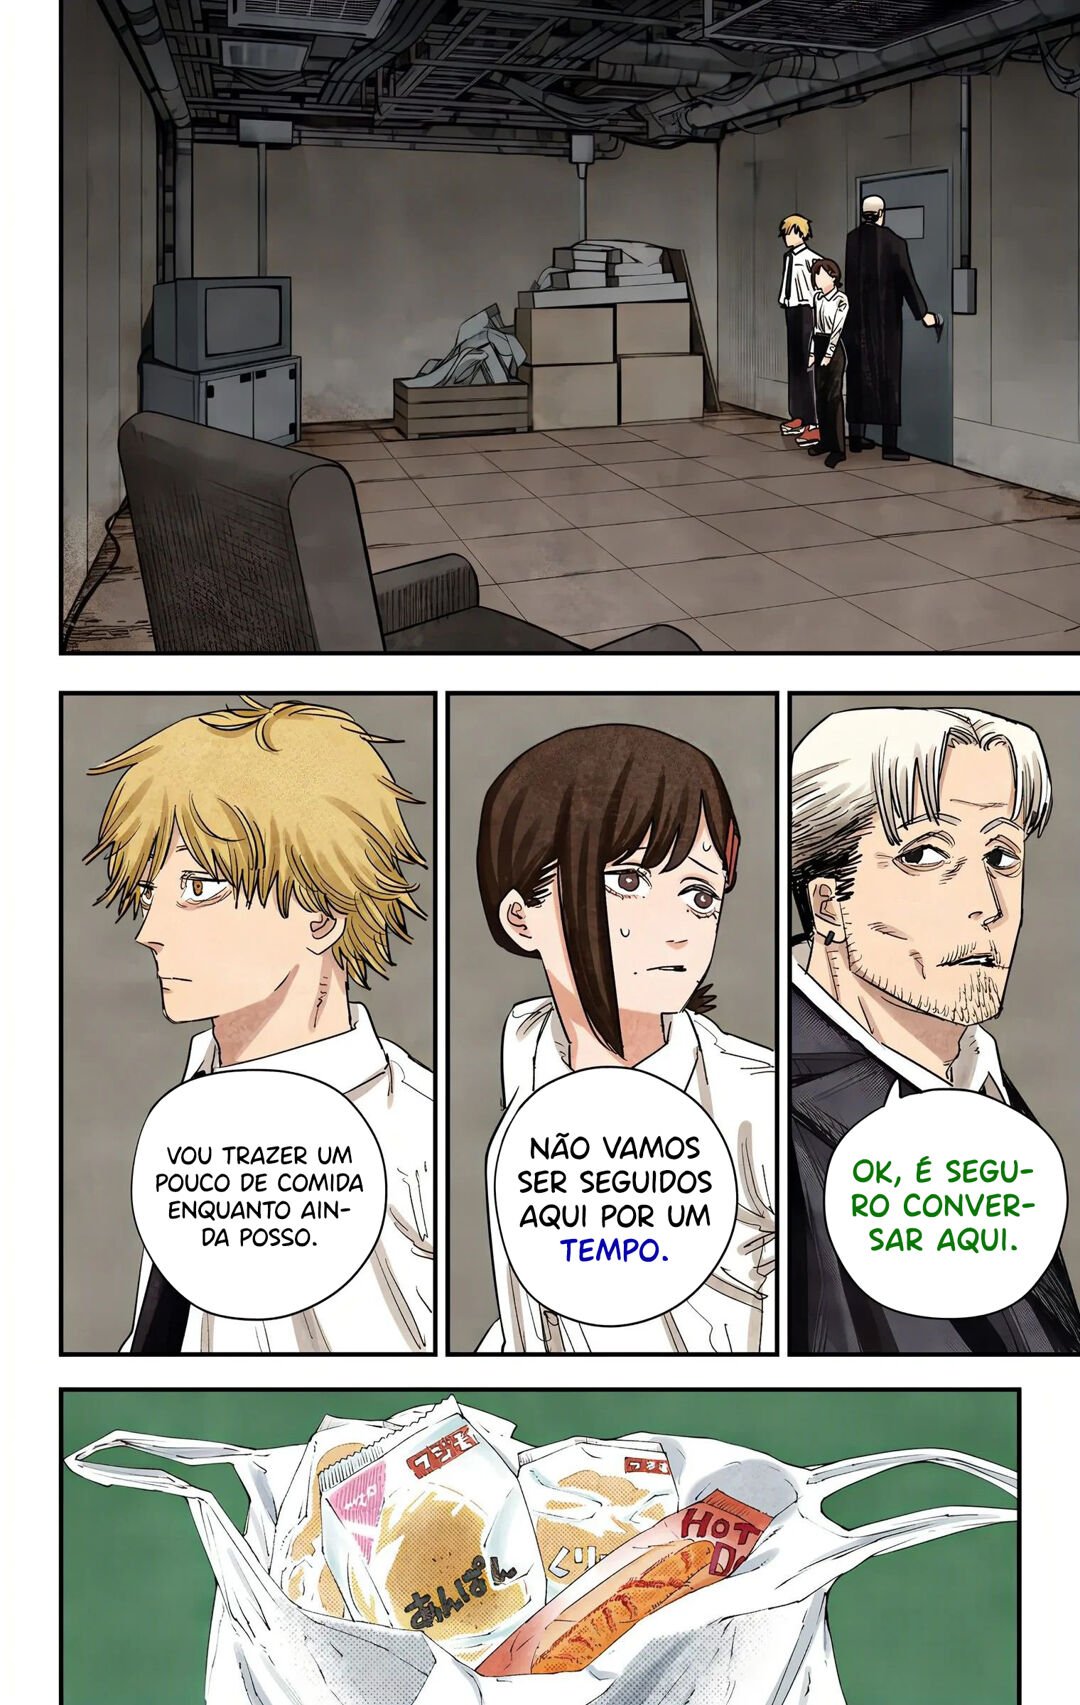 OK, É SEGU-
RO CONVER-
SAR AQUI.
NÃO VAMOS
SER SEGUIDOS
AQUI POR UM
TEMPO.
VOU TRAZER UM
POUCO DE COMIDA
ENQUANTO AIN-
DA POSSO.
HOT
あんぱん